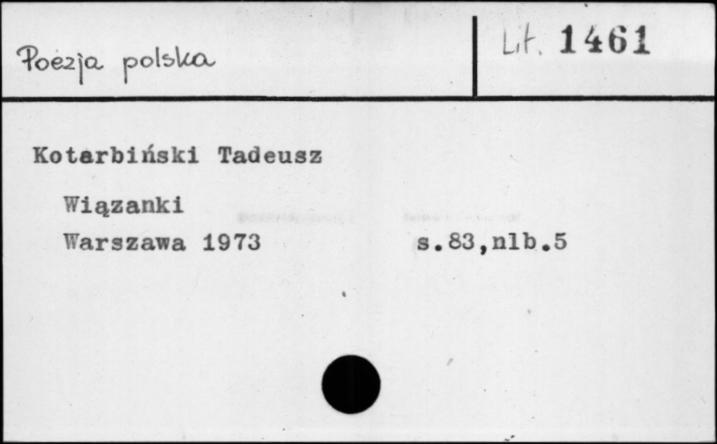 Poezja polska
Lit. 1461
Kotarbiński Tadeusz
Wiązanki
Warszawa 1973 s.83,nlb.5